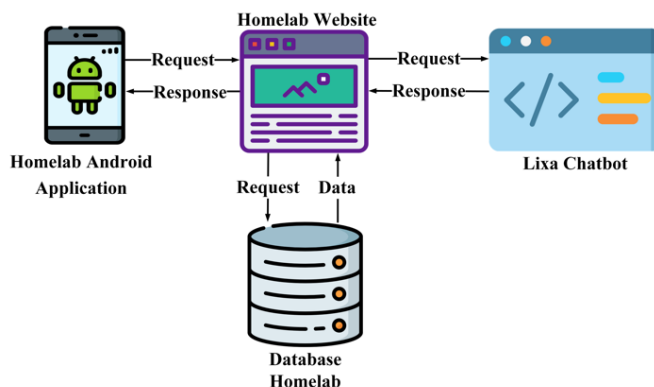 Homelab Website
Request
Response
Request
Response
Homelab Android
Application
Lixa Chatbot
Request
Data
Database
Homelab